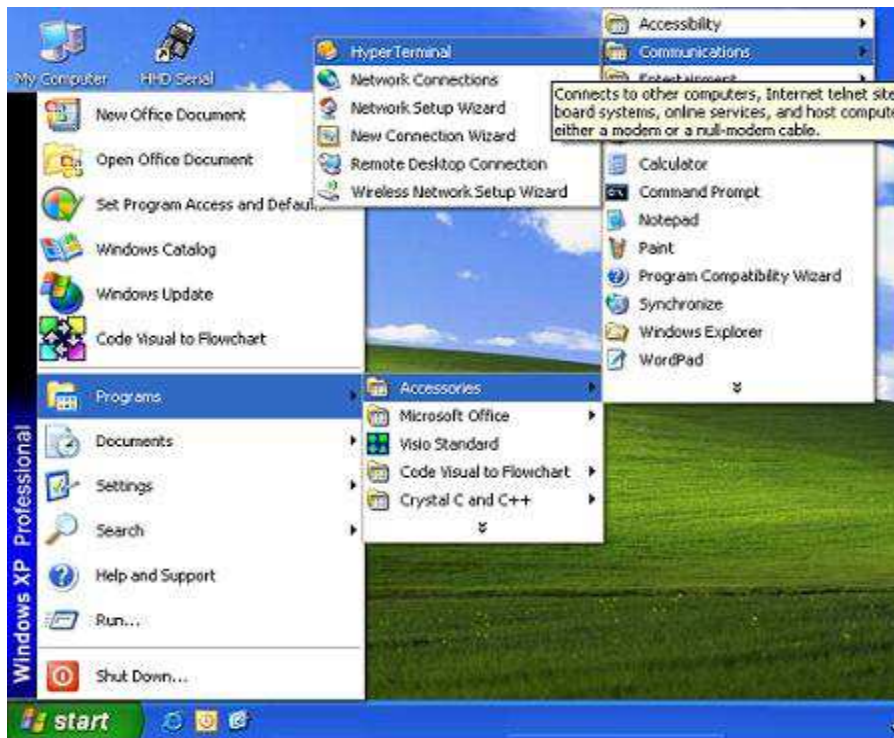 My Computer
HHD Serial
New Office Document
Open Office Document
Set Program Access and Defaul...
Windows Catalog
Windows Update
Code Visual to Flowchart
Programs
Documents
Settings
Search
Help and Support
Run...
Shut Down...
Windows XP Professional
start
Accessories
Microsoft Office
Visio Standard
Code Visual to Flowchart
Crystal C and C++
Accessibility
Communications
Entertainment
Calculator
Command Prompt
Notepad
Paint
Program Compatibility Wizard
Synchronize
Windows Explorer
WordPad
HyperTerminal
Network Connections
Network Setup Wizard
New Connection Wizard
Remote Desktop Connection
Wireless Network Setup Wizard
Connects to other computers, Internet telnet site
board systems, online services, and host compute
either a modem or a null-modem cable.